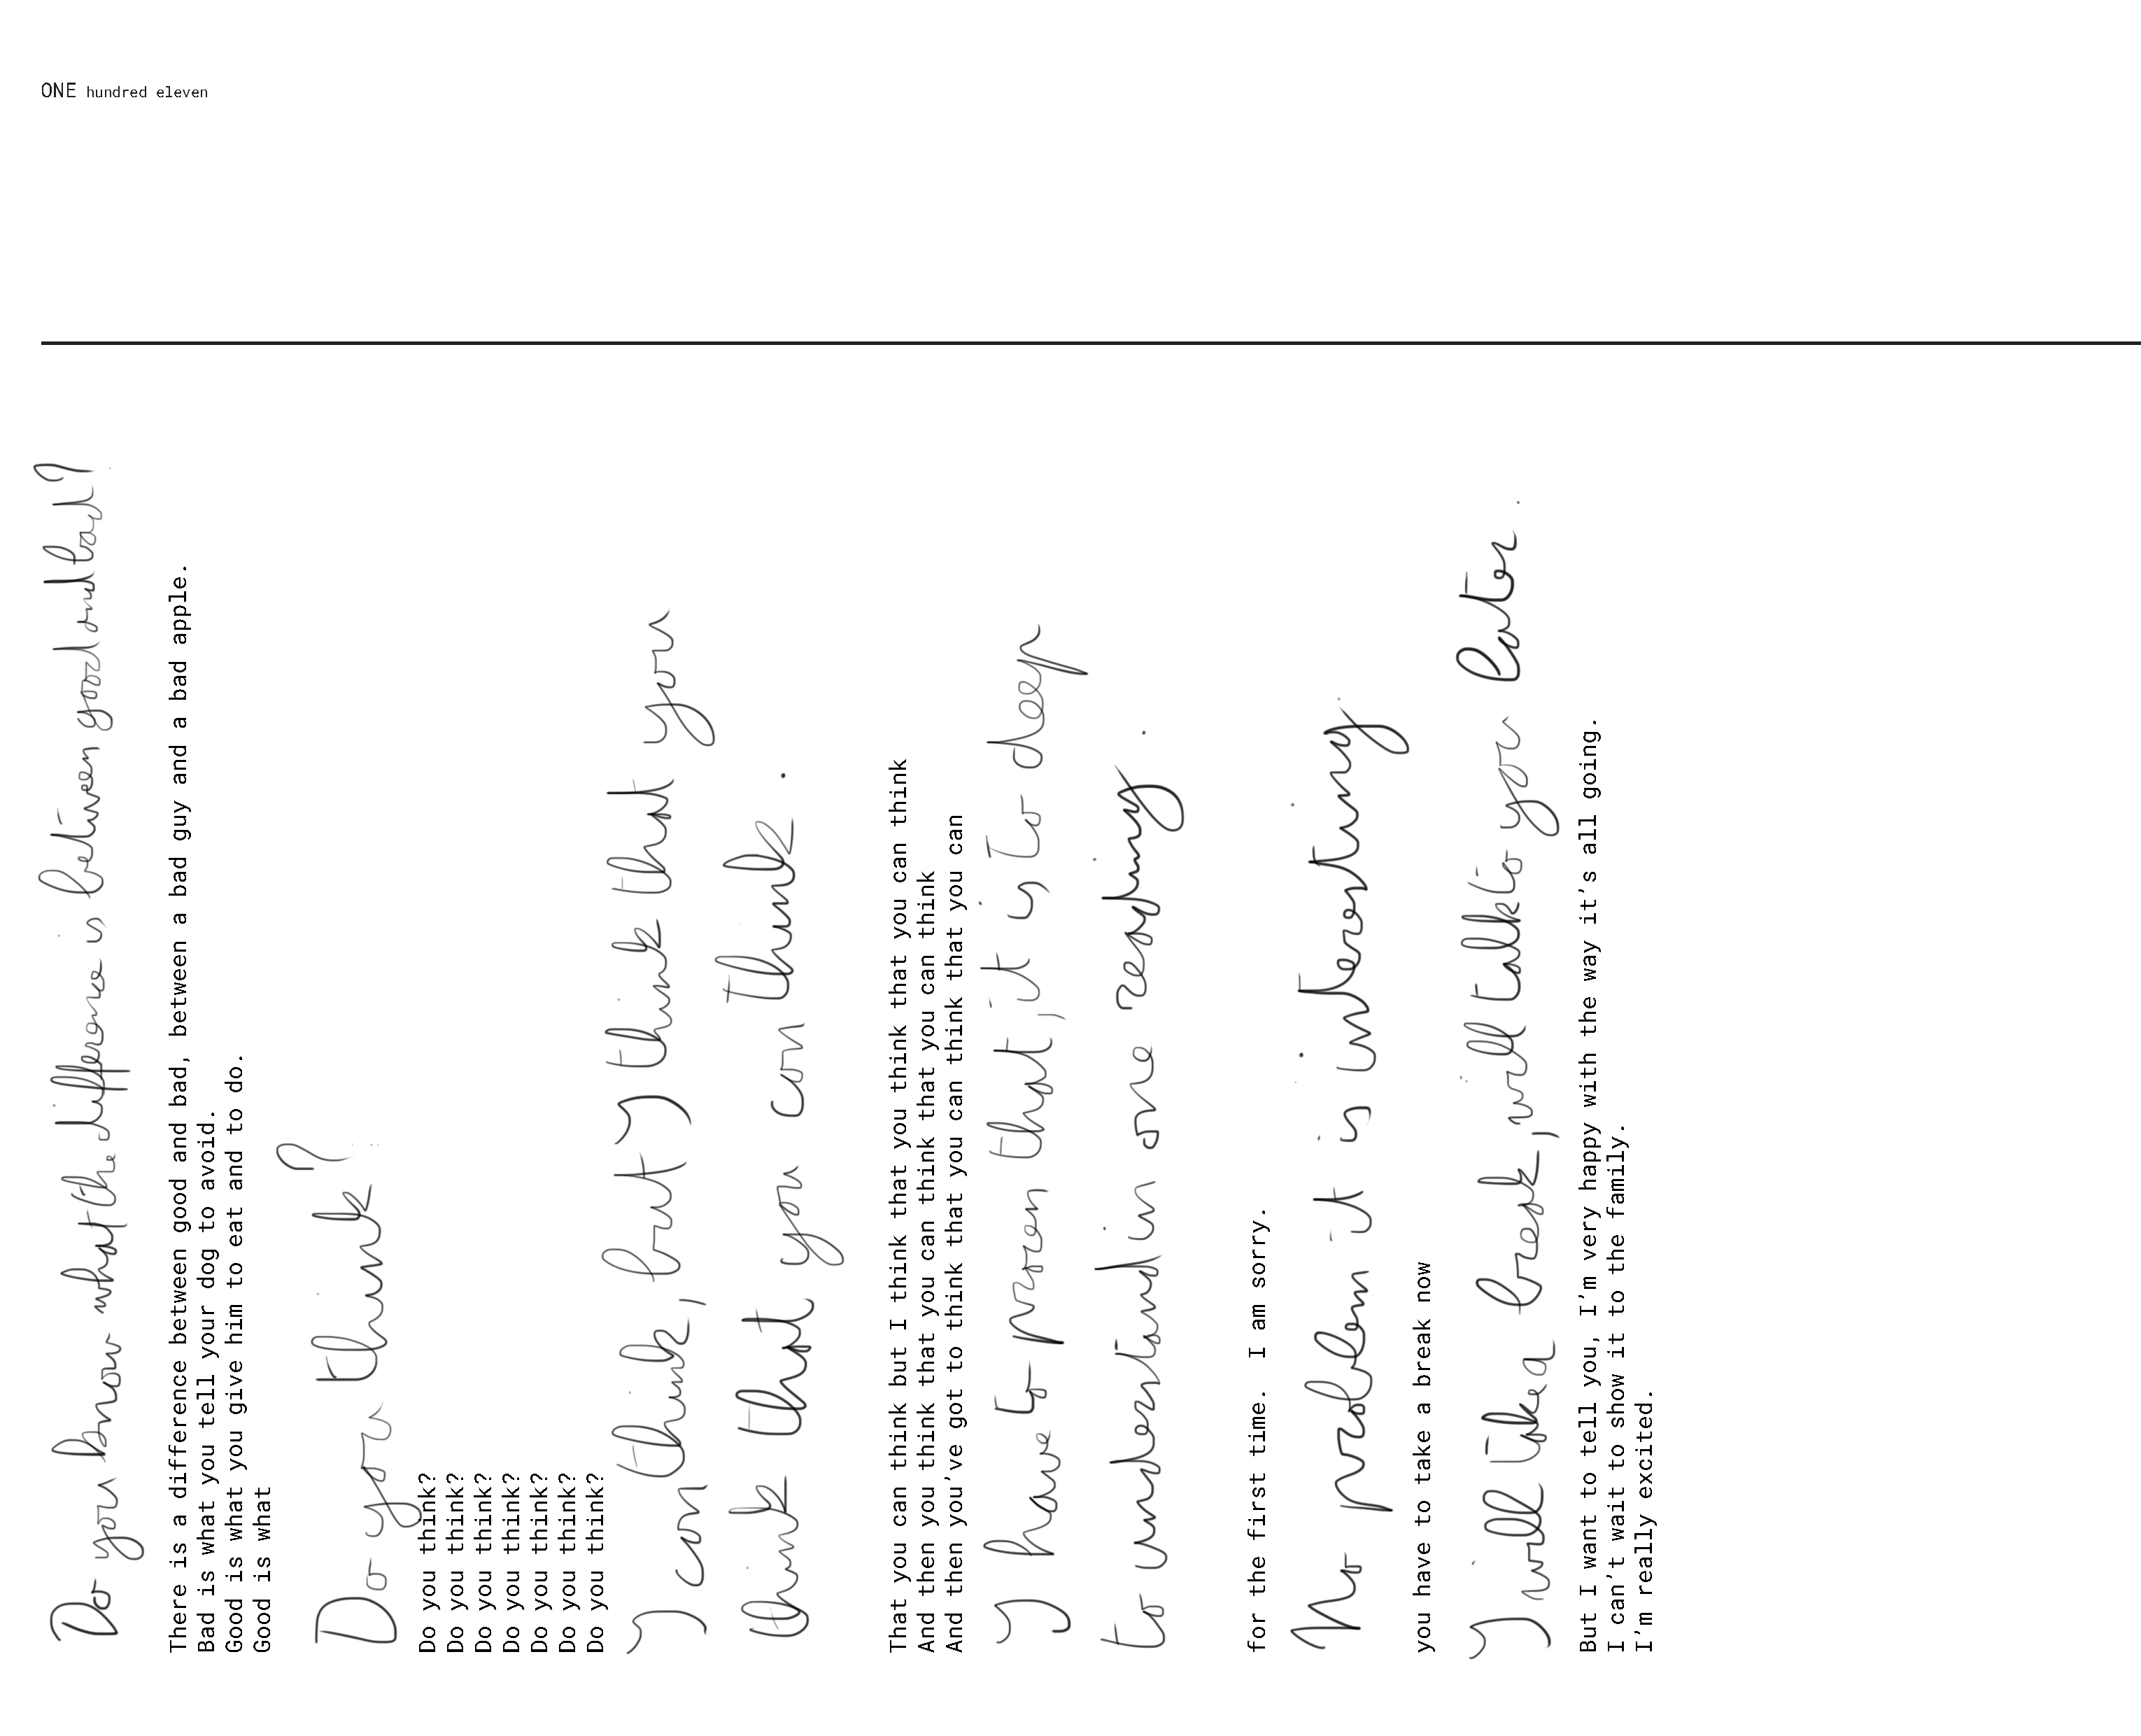 ONE hundred eleven
Do you know what the difference is between good and bad?
There is a difference between good and bad, between a bad guy and a bad apple.
Bad is what you tell your dog to avoid.
Good is what you give him to eat and to do.
Good is what
Do you think?
Do you think?
Do you think?
Do you think?
Do you think?
Do you think?
Do you think?
Do you think?
I can think, but I think that you
think that you can think.
That you can think but I think that you think that you think that you can think
And then you think that you can think that you can think
And then you've got to think that you can think that you can
I have to that, it is to deep
to understand in one
for the first time. I am sorry.
No problem it is interesting.
you have to take a break now
I will take a break, will talk to you later.
But I want to tell you, I'm very happy with the way it's all going.
I can't wait to show it to the family.
I'm really excited.